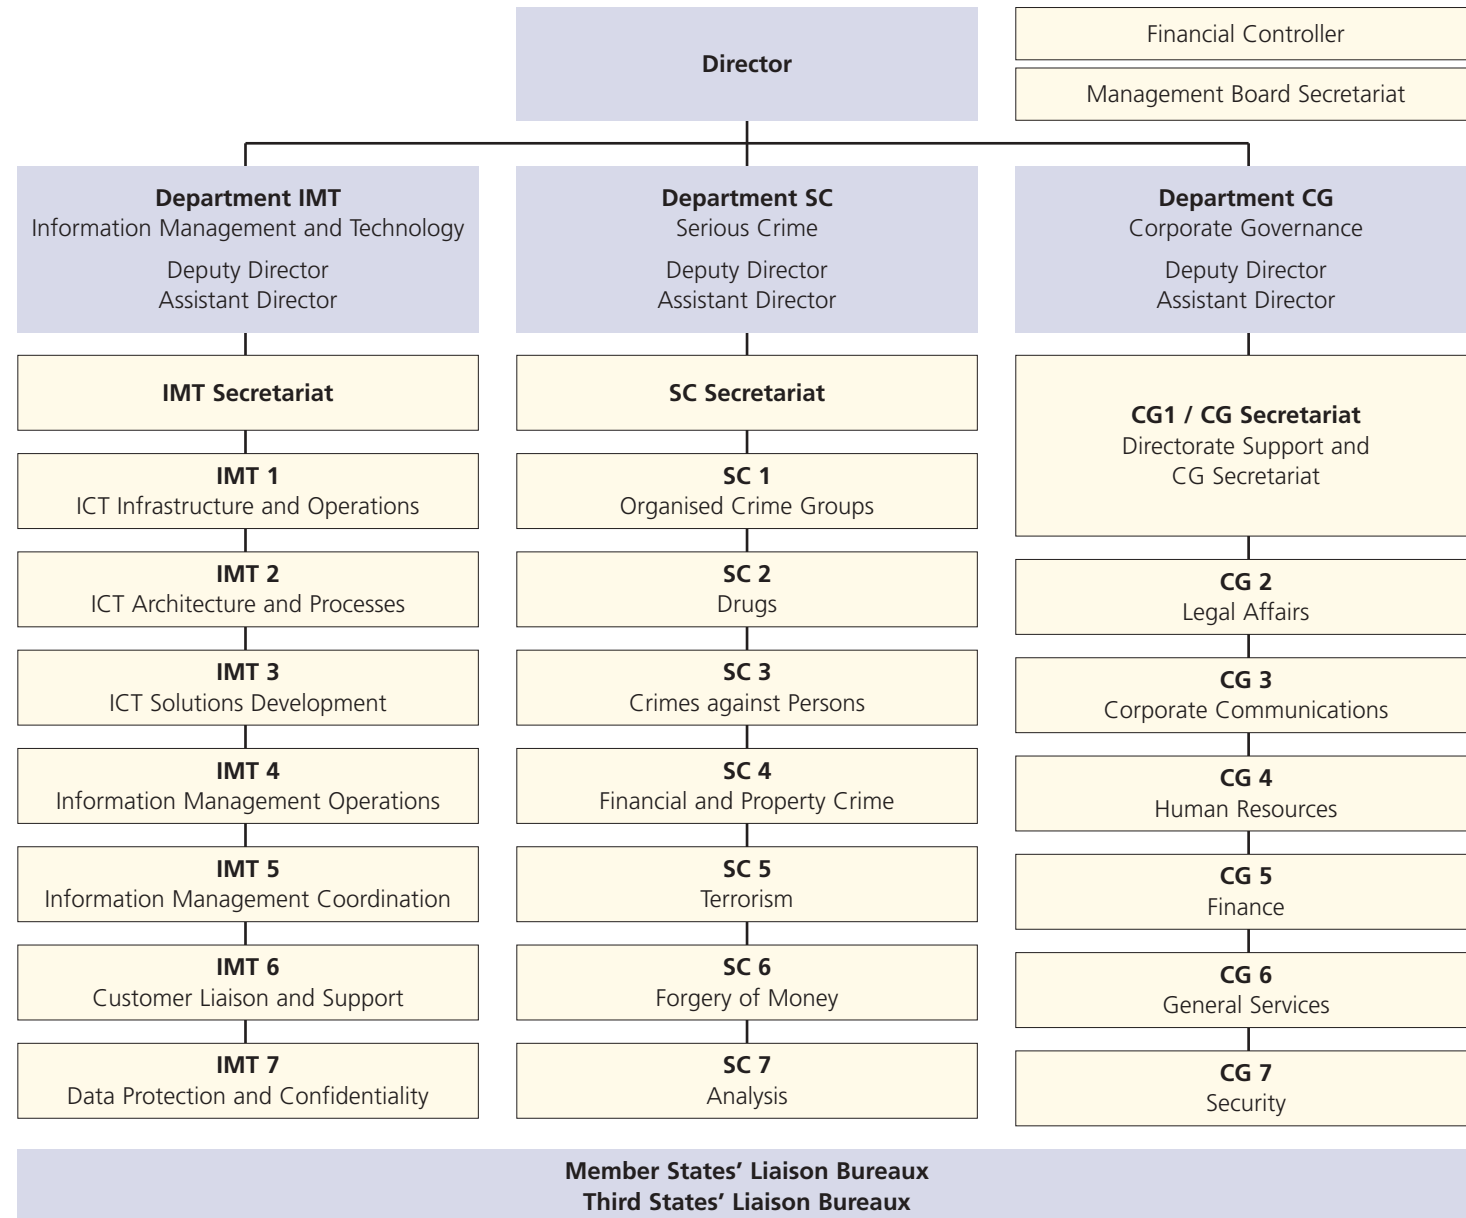 Director
Financial Controller
Management Board Secretariat
Department IMT
Information Management and Technology
Deputy Director
Assistant Director
Department SC
Serious Crime
Deputy Director
Assistant Director
Department CG
Corporate Governance
Deputy Director
Assistant Director
IMT Secretariat
IMT 1
ICT Infrastructure and Operations
IMT 2
ICT Architecture and Processes
IMT 3
ICT Solutions Development
IMT 4
Information Management Operations
IMT 5
Information Management Coordination
IMT 6
Customer Liaison and Support
IMT 7
Data Protection and Confidentiality
SC Secretariat
SC 1
Organised Crime Groups
SC 2
Drugs
SC 3
Crimes against Persons
SC 4
Financial and Property Crime
SC 5
Terrorism
SC 6
Forgery of Money
SC 7
Analysis
CG1 / CG Secretariat
Directorate Support and
CG Secretariat
CG 2
Legal Affairs
CG 3
Corporate Communications
CG 4
Human Resources
CG 5
Finance
CG 6
General Services
CG 7
Security
Member States’ Liaison Bureaux
Third States’ Liaison Bureaux